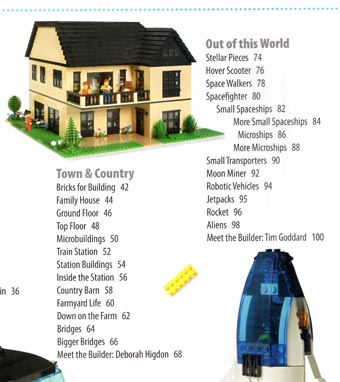 Out of this World
Stellar Pieces 74
Hover Scooter 76
Space Walkers 78
Spacefighter 80
Small Spaceships 82
More Small Spaceships 84
Microships 86
More Microships 88
Small Transporters 90
Moon Miner 92
Robotic Vehicles 94
Jetpacks 95
Rocket 96
Aliens 98
Meet the Builder: Tim Goddard 100
Town & Country
Bricks for Building 42
Family House 44
Ground Floor 46
Top Floor 48
Microbuildings 50
Train Station 52
Station Buildings 54
Inside the Station 56
Country Barn 58
Farmyard Life 60
Down on the Farm 62
Bridges 64
Bigger Bridges 66
Meet the Builder: Deborah Higdon 68
in 36